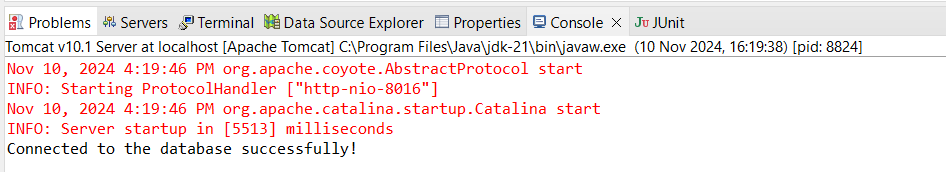 Problems Servers Terminal Data Source Explorer Properties Console JUnit
Tomcat v10.1 Server at localhost [Apache Tomcat] C:\Program Files\Java\jdk-21\bin\javaw.exe (10 Nov 2024, 16:19:38) [pid: 8824]
Nov 10, 2024 4:19:46 PM org.apache.coyote.AbstractProtocol start
INFO: Starting ProtocolHandler ["http-nio-8016"]
Nov 10, 2024 4:19:46 PM org.apache.catalina.startup.Catalina start
INFO: Server startup in [5513] milliseconds
Connected to the database successfully!